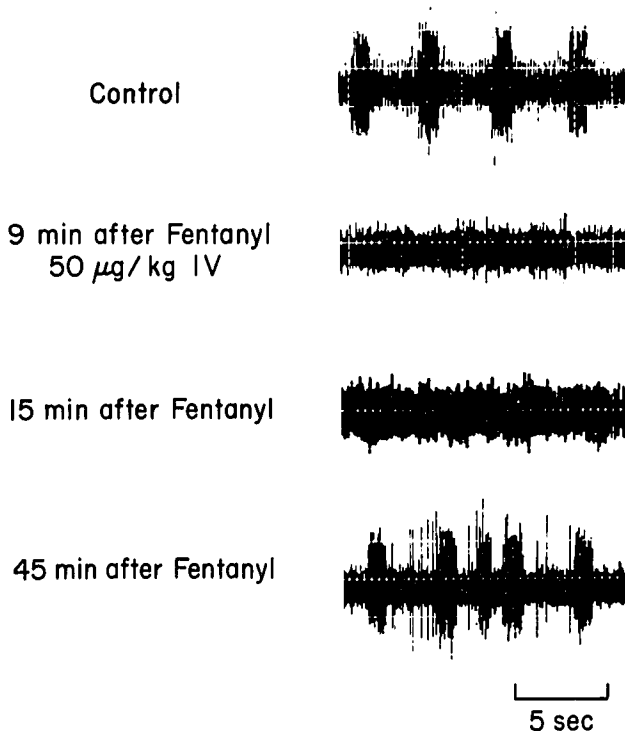 Control
9 min after Fentanyl
50 μg/kg IV
15 min after Fentanyl
45 min after Fentanyl
5 sec